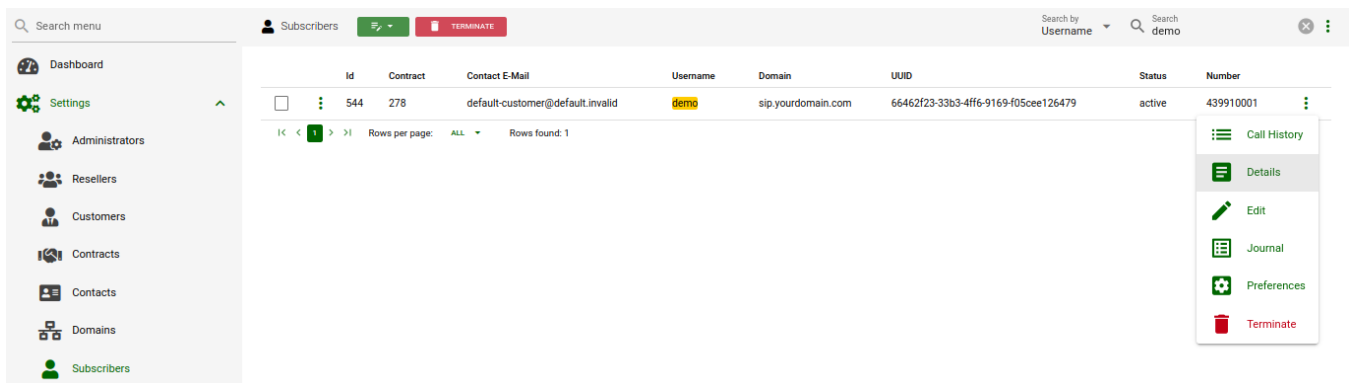 Search menu
Subscribers
TERMINATE
Search by
Username
Search
demo
Dashboard
Settings
Administrators
Resellers
Customers
Contracts
Contacts
Domains
Subscribers
Id Contract Contact E-Mail Username Domain UUID Status Number
544 278 default-customer@default.invalid demo sip.yourdomain.com 66462f23-33b3-4ff6-9169-f05cee126479 active 439910001
1 Rows per page: ALL Rows found: 1
Call History
Details
Edit
Journal
Preferences
Terminate